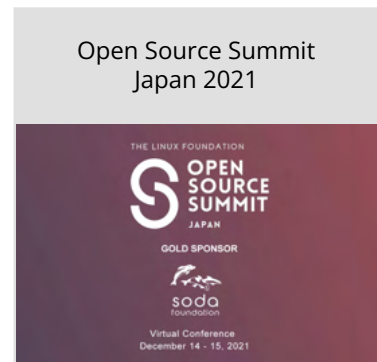 Open Source Summit
Japan 2021
THE LINUX FOUNDATION
OPEN
SOURCE
SUMMIT
JAPAN
GOLD SPONSOR
soda
foundation
Virtual Conference
December 14 - 15, 2021